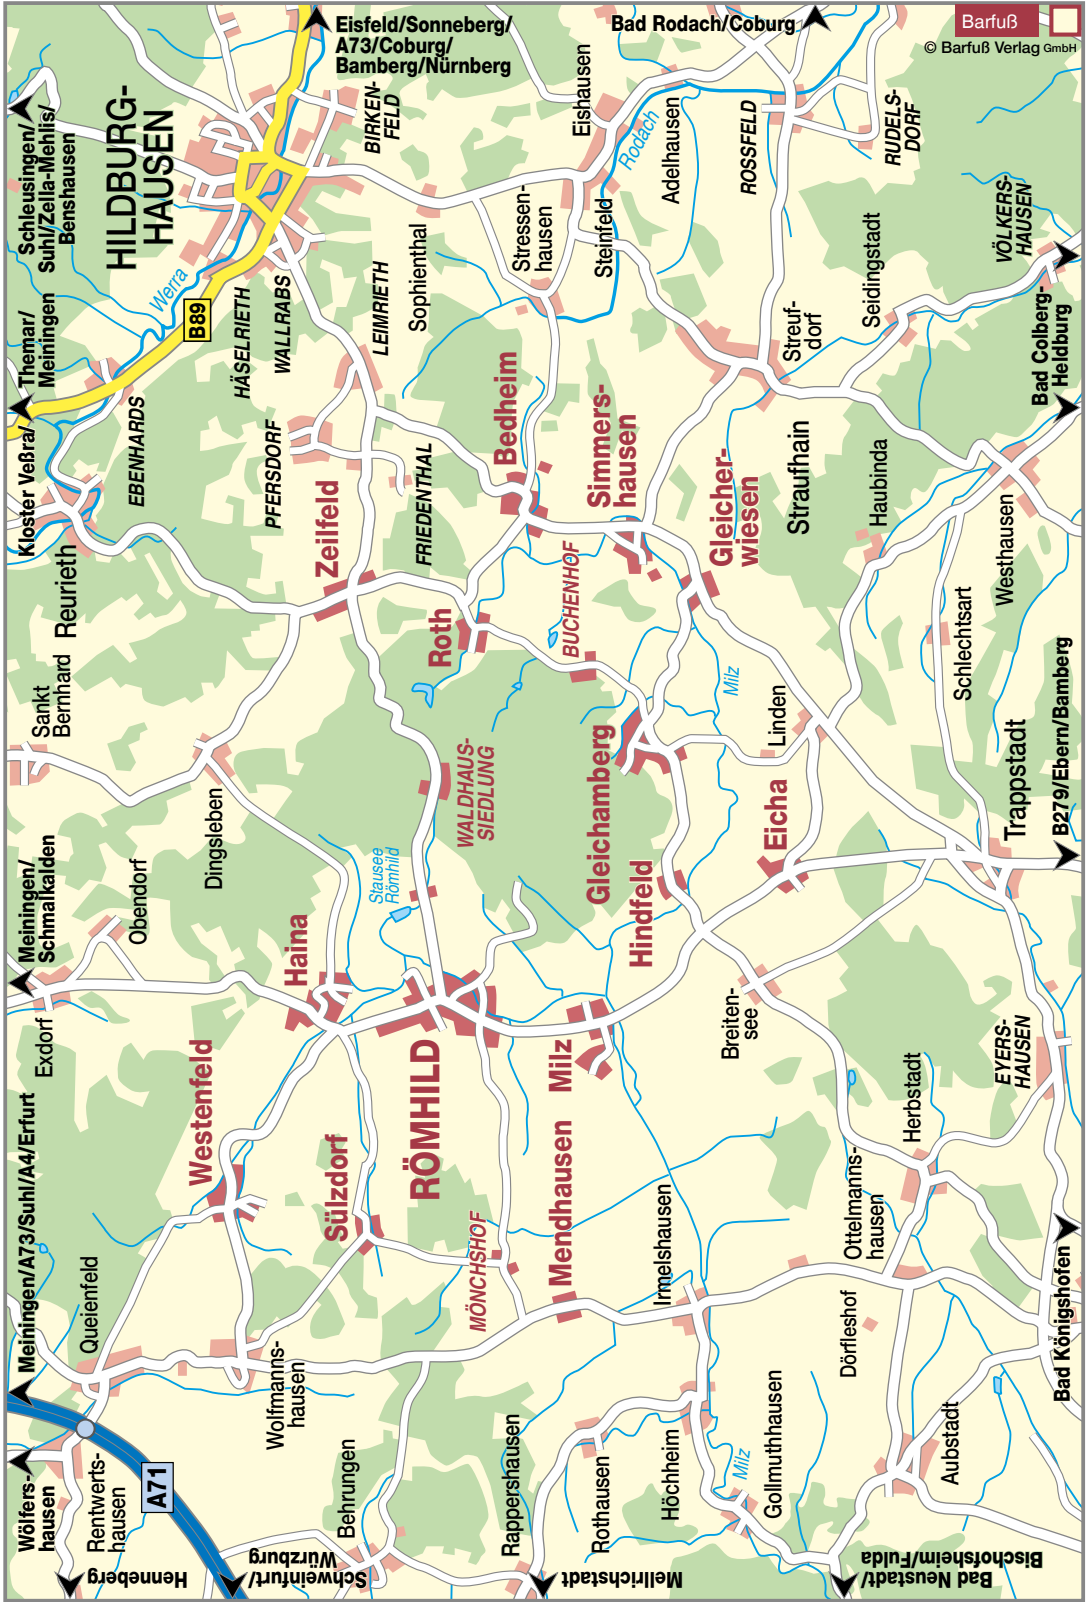 Barfuß
© Barfuß Verlag GmbH
Eisfeld/Sonneberg/
A73/Coburg/
Bamberg/Nürnberg
Bad Rodach/Coburg
Schleusingen/
Suhl/Zella-Mehlis/
Benshausen
HILDBURG-
HAUSEN
BIRKEN-
FELD
Eishausen
Rodach
Adelhausen
ROSSFELD
RUDELS-
DORF
Themar/
Meiningen
Werra
B89
HÄSELRIETH
WALLRABS
LEIMRIETH
Sophienthal
Stressen-
hausen
Steinfeld
Streuf-
dorf
Seidingstadt
VÖLKERS-
HAUSEN
Bad Colberg-
Heldburg
Kloster Veßra/
EBENHARDS
PFERSDORF
Zeilfeld
FRIEDENTHAL
Bedheim
Simmers-
hausen
Gleicher-
wiesen
Straufhain
Haubinda
Westhausen
Reurieth
Sankt
Bernhard
Roth
BUCHENHOF
Milz
Linden
Schlechtsart
Trappstadt
B279/Ebern/Bamberg
Dingsleben
WALDHAUS-
SIEDLUNG
Gleichamberg
Eicha
Meiningen/
Schmalkalden
Obendorf
Haina
Stausee
Römhild
Hindfeld
Exdorf
Westenfeld
RÖMHILD
Milz
Breiten-
see
EYERS-
HAUSEN
Meiningen/A73/Suhl/A4/Erfurt
Sülzdorf
MÖNCHSHOF
Mendhausen
Irmelshausen
Ottelmanns-
hausen
Herbstadt
Queienfeld
Wolfmanns-
hausen
Dörfleshof
Bad Königshofen
Wölfers-
hausen
Rentwerts-
hausen
A71
Behrungen
Rappershausen
Rothausen
Höchheim
Milz
Gollmuthhausen
Aubstadt
Henneberg
Schweinfurt/
Würzburg
Mellrichstadt
Bad Neustadt/
Bischofsheim/Fulda